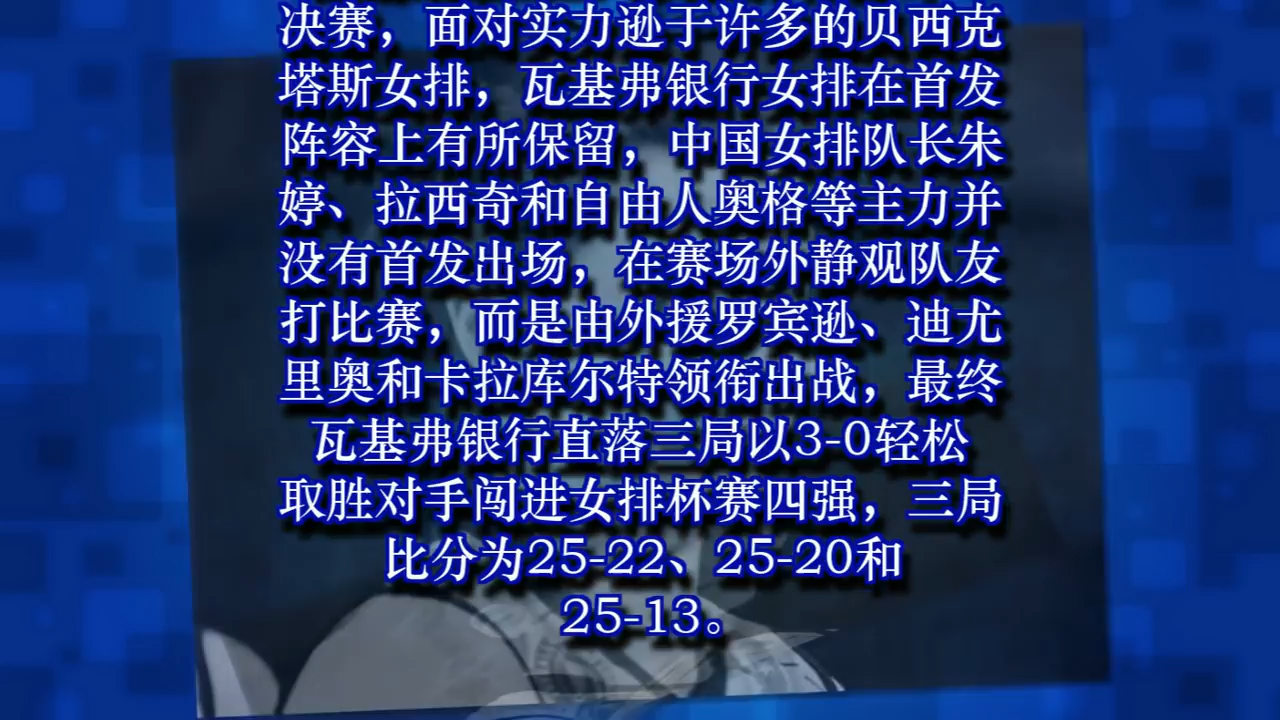 决赛，面对实力逊于许多的贝西克
塔斯女排，瓦基弗银行女排在首发
阵容上有所保留，中国女排队长朱
婷、拉西奇和自由人奥格等主力并
没有首发出场，在赛场外静观队友
打比赛，而是由外援罗宾逊、迪尤
里奥和卡拉库尔特领衔出战，最终
瓦基弗银行直落三局以3-0轻松
取胜对手闯进女排杯赛四强，三局
比分为25-22、25-20和
25-13。